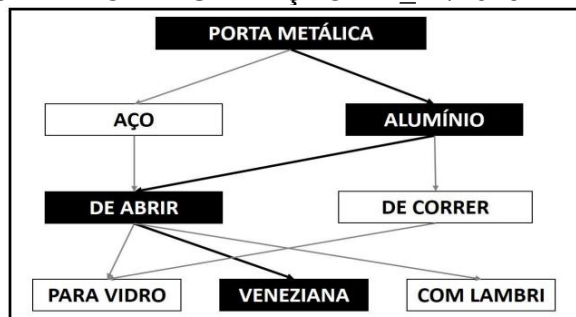 PORTA METÁLICA
AÇO
ALUMÍNIO
DE ABRIR
DE CORRER
PARA VIDRO
VENEZIANA
COM LAMBRI